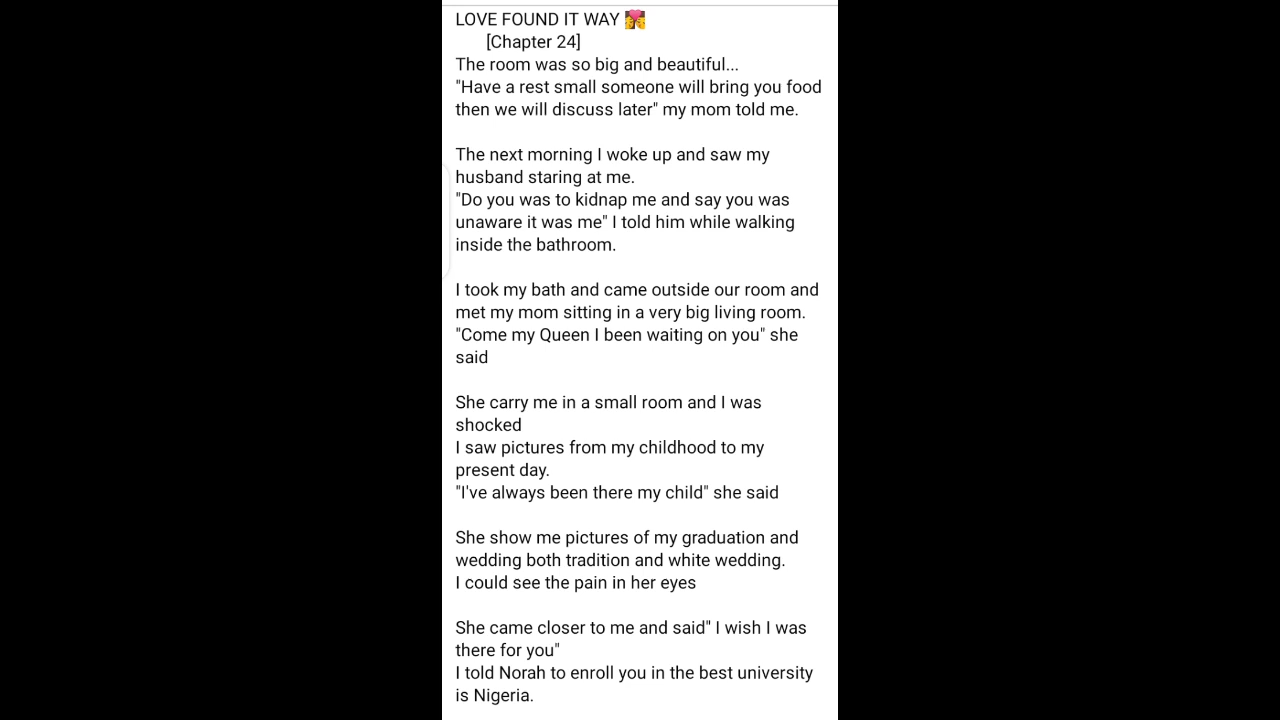 LOVE FOUND IT WAY 💏
[Chapter 24]
The room was so big and beautiful...
"Have a rest small someone will bring you food
then we will discuss later" my mom told me.
The next morning I woke up and saw my
husband staring at me.
"Do you was to kidnap me and say you was
unaware it was me" I told him while walking
inside the bathroom.
I took my bath and came outside our room and
met my mom sitting in a very big living room.
"Come my Queen I been waiting on you" she
said
She carry me in a small room and I was
shocked
I saw pictures from my childhood to my
present day.
"I've always been there my child" she said
She show me pictures of my graduation and
wedding both tradition and white wedding.
I could see the pain in her eyes
She came closer to me and said" I wish I was
there for you"
I told Norah to enroll you in the best university
is Nigeria.